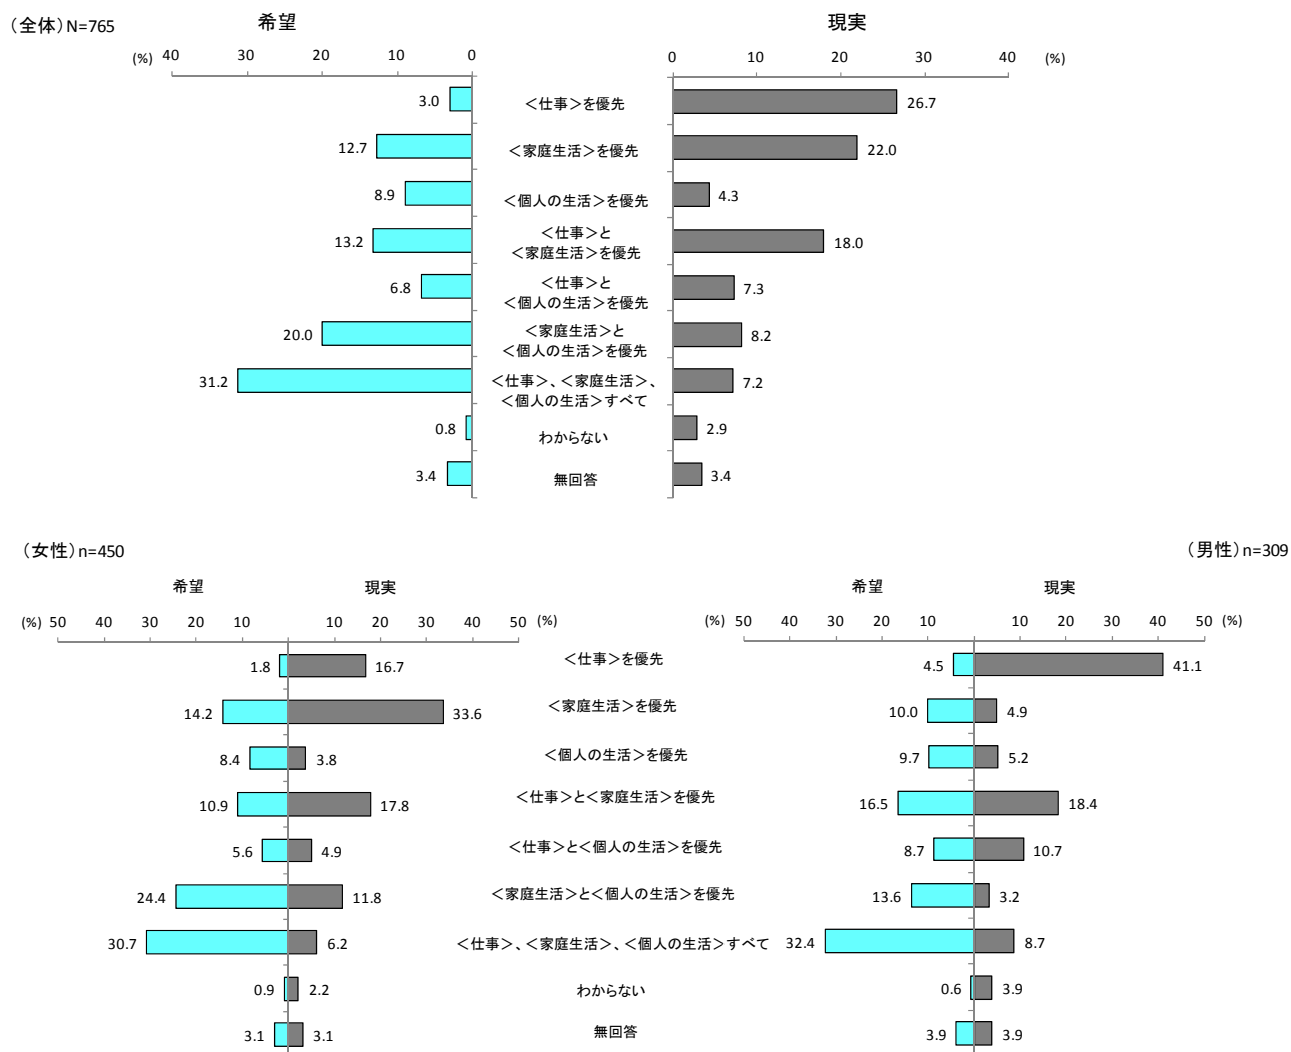 （全体）N=765
希望
現実
(%) 40 30 20 10 0
0 10 20 30 40 (%)
3.0 ＜仕事＞を優先 26.7
12.7 ＜家庭生活＞を優先 22.0
8.9 ＜個人の生活＞を優先 4.3
13.2 ＜仕事＞と
＜家庭生活＞を優先 18.0
6.8 ＜仕事＞と
＜個人の生活＞を優先 7.3
20.0 ＜家庭生活＞と
＜個人の生活＞を優先 8.2
31.2 ＜仕事＞、＜家庭生活＞、
＜個人の生活＞すべて 7.2
0.8 わからない 2.9
3.4 無回答 3.4
（女性）n=450
（男性）n=309
希望 現実
希望 現実
(%) 50 40 30 20 10 0 10 20 30 40 50 (%)
(%) 50 40 30 20 10 0 10 20 30 40 50 (%)
1.8 16.7 ＜仕事＞を優先 4.5 41.1
14.2 33.6 ＜家庭生活＞を優先 10.0 4.9
8.4 3.8 ＜個人の生活＞を優先 9.7 5.2
10.9 17.8 ＜仕事＞と＜家庭生活＞を優先 16.5 18.4
5.6 4.9 ＜仕事＞と＜個人の生活＞を優先 8.7 10.7
24.4 11.8 ＜家庭生活＞と＜個人の生活＞を優先 13.6 3.2
30.7 6.2 ＜仕事＞、＜家庭生活＞、＜個人の生活＞すべて 32.4 8.7
0.9 2.2 わからない 0.6 3.9
3.1 3.1 無回答 3.9 3.9